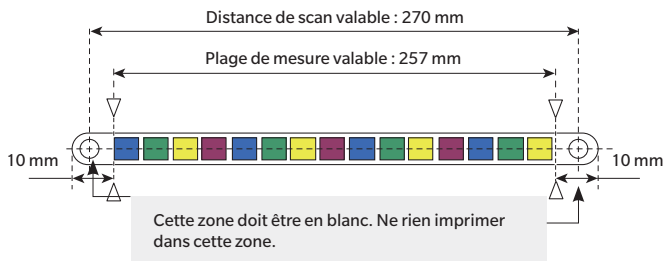 Distance de scan valable : 270 mm
Plage de mesure valable : 257 mm
10 mm
10 mm
Cette zone doit être en blanc. Ne rien imprimer
dans cette zone.